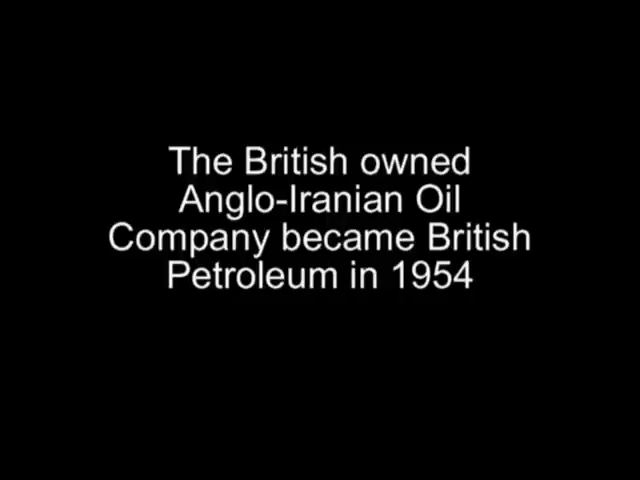 The British owned
Anglo-Iranian Oil
Company became British
Petroleum in 1954